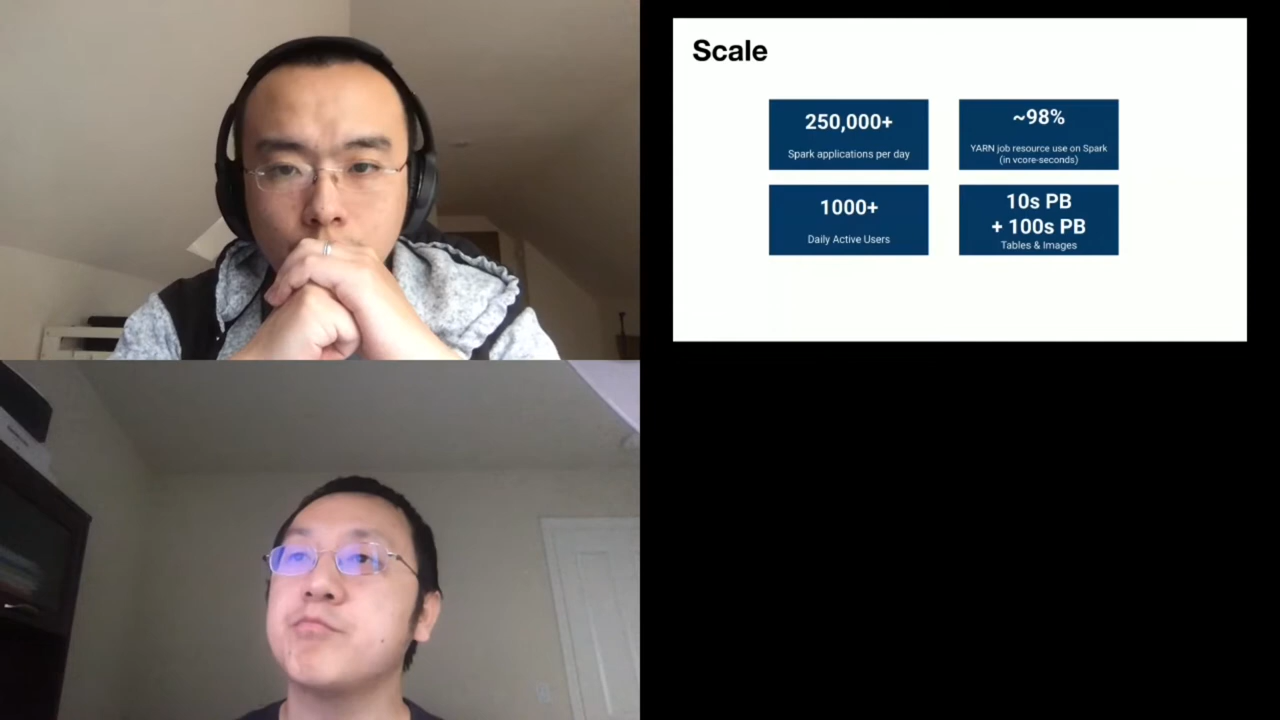 Scale
250,000+
Spark applications per day
~98%
YARN job resource use on Spark
(in vcore-seconds)
1000+
Daily Active Users
10s PB
+ 100s PB
Tables & Images